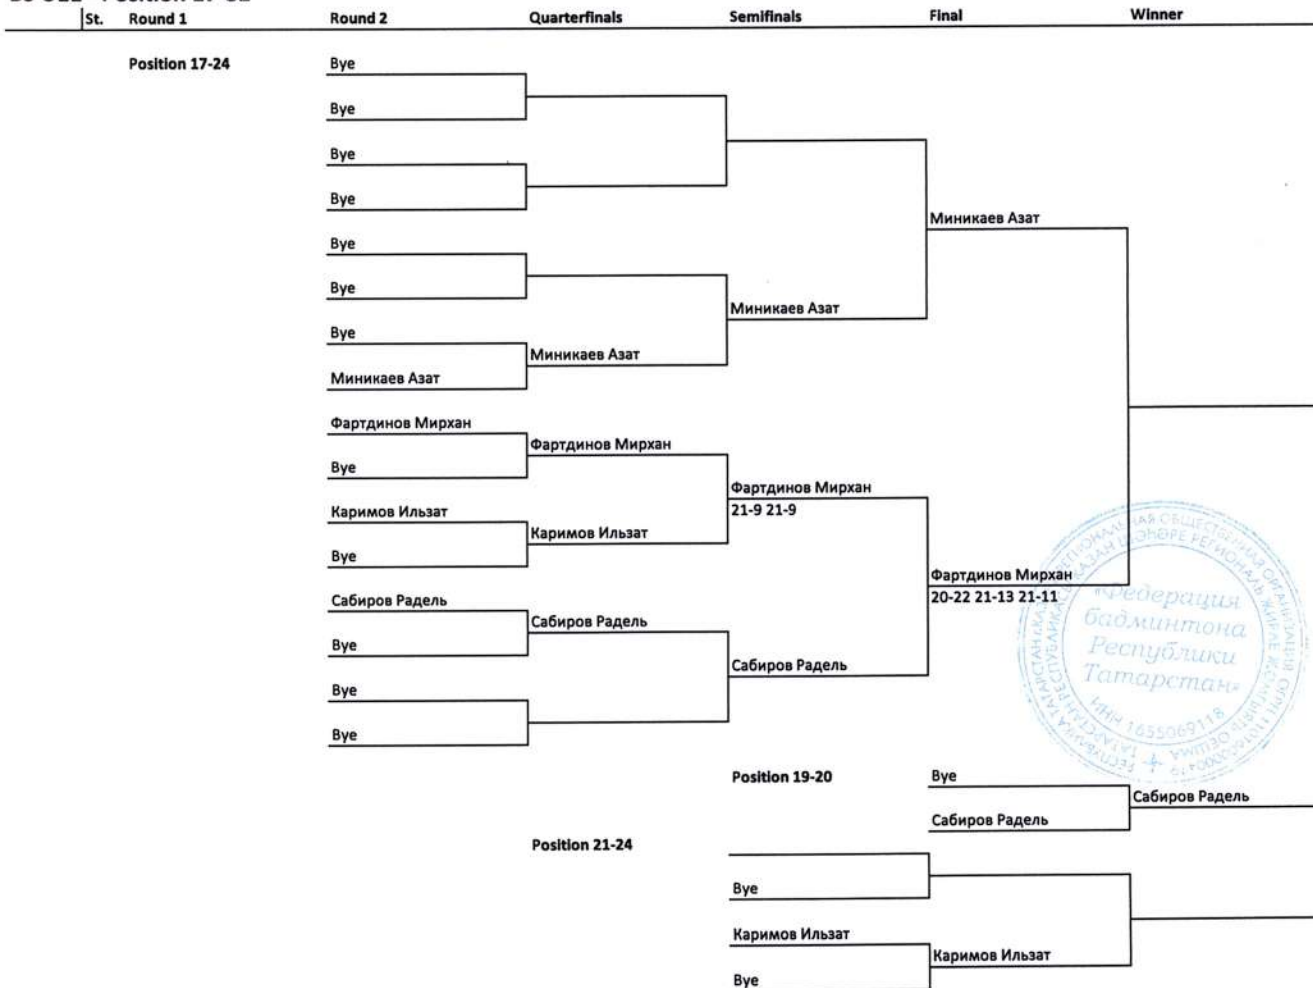 St. Round 1 Round 2 Quarterfinals Semifinals Final Winner
Position 17-24 Bye
Bye
Bye
Bye
Миникаев Азат
Bye
Bye
Миникаев Азат
Bye
Миникаев Азат
Миникаев Азат
Фартдинов Мирхан
Фартдинов Мирхан
Bye
Фартдинов Мирхан
Каримов Ильзат 21-9 21-9
Каримов Ильзат
Bye
Фартдинов Мирхан
Сабиров Радель 20-22 21-13 21-11
Сабиров Радель
Bye
Сабиров Радель
Bye
Bye
«Федерация
бадминтона
Республики
Татарстан»
ИНН 1655069118
Position 19-20 Bye
Сабиров Радель
Сабиров Радель
Position 21-24
Bye
Каримов Ильзат
Каримов Ильзат
Bye